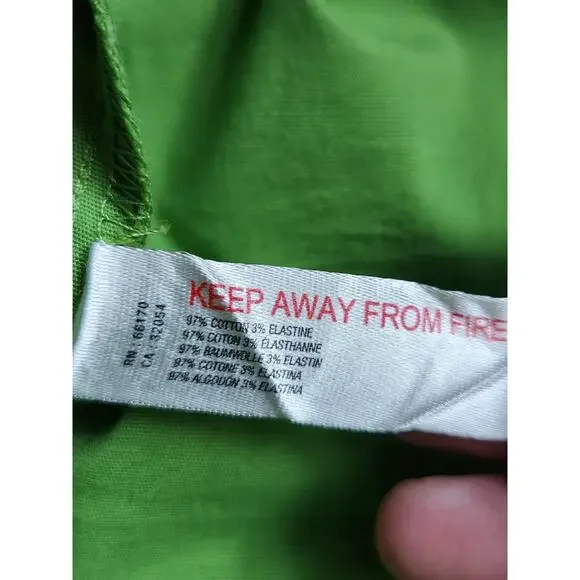 KEEP AWAY FROM FIRE
97% COTTON 3% ELASTINE
97% COTON 3% ÉLASTHANNE
97% BAUMWOLLE 3% ELASTIN
97% COTONE 3% ELASTINA
97% ALGODÓN 3% ELASTINA
RN: 66170
CA: 32054